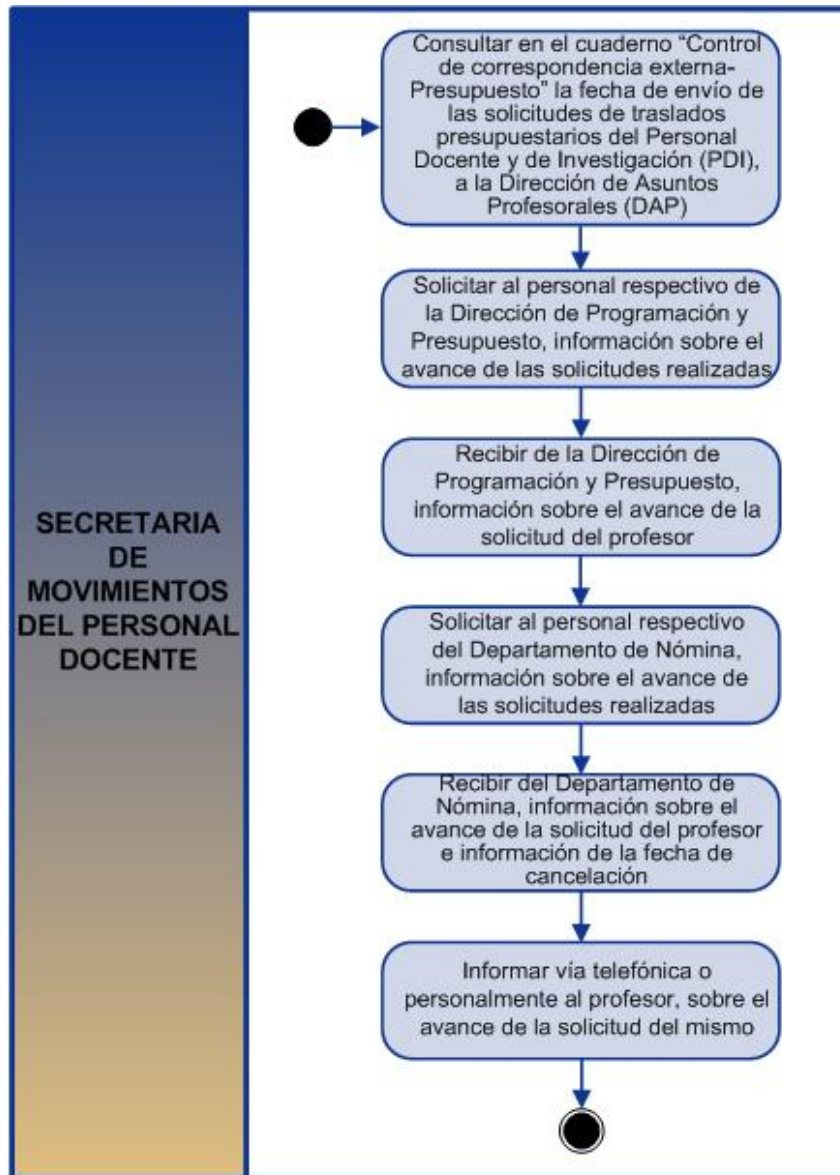 SECRETARIA
DE
MOVIMIENTOS
DEL PERSONAL
DOCENTE
Consultar en el cuaderno “Control
de correspondencia externa-
Presupuesto” la fecha de envío de
las solicitudes de traslados
presupuestarios del Personal
Docente y de Investigación (PDI),
a la Dirección de Asuntos
Profesorales (DAP)
Solicitar al personal respectivo de
la Dirección de Programación y
Presupuesto, información sobre el
avance de las solicitudes realizadas
Recibir de la Dirección de
Programación y Presupuesto,
información sobre el avance de la
solicitud del profesor
Solicitar al personal respectivo
del Departamento de Nómina,
información sobre el avance de
las solicitudes realizadas
Recibir del Departamento de
Nómina, información sobre el
avance de la solicitud del profesor
e información de la fecha de
cancelación
Informar vía telefónica o
personalmente al profesor, sobre el
avance de la solicitud del mismo